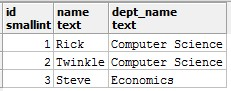 id name dept_name
smallint text text
1 Rick Computer Science
2 Twinkle Computer Science
3 Steve Economics